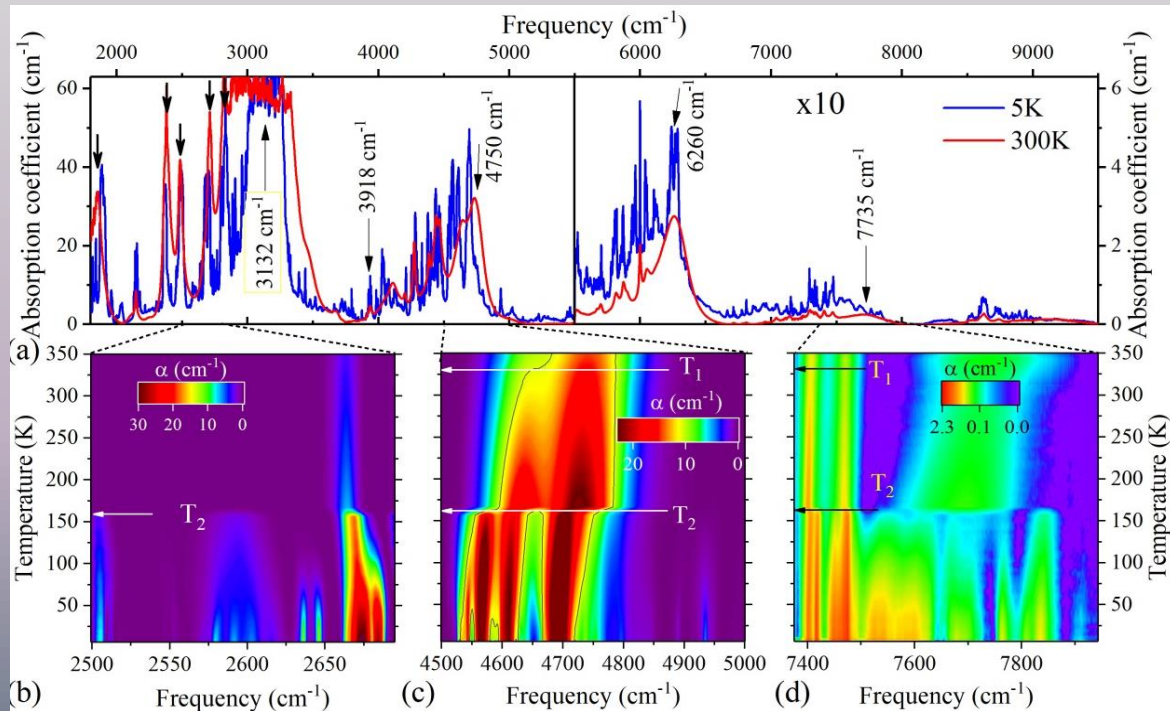 Frequency (cm⁻¹)
2000 3000 4000 5000 6000 7000 8000 9000
Absorption coefficient (cm⁻¹)
60
40
20
0
3132 cm⁻¹
3918 cm⁻¹
4750 cm⁻¹
6260 cm⁻¹
7735 cm⁻¹
x10
5K
300K
6
4
2
0
Absorption coefficient (cm⁻¹)
(a)
Temperature (K)
350
300
250
200
150
100
50
α (cm⁻¹)
30 20 10 0
T₂
2500 2550 2600 2650
Frequency (cm⁻¹)
(b)
T₁
α (cm⁻¹)
20 10 0
T₂
4500 4600 4700 4800 4900 5000
Frequency (cm⁻¹)
(c)
T₁
α (cm⁻¹)
2.3 0.1 0.0
T₂
7400 7600 7800
Frequency (cm⁻¹)
(d)
350
300
250
200
150
100
50
Temperature (K)